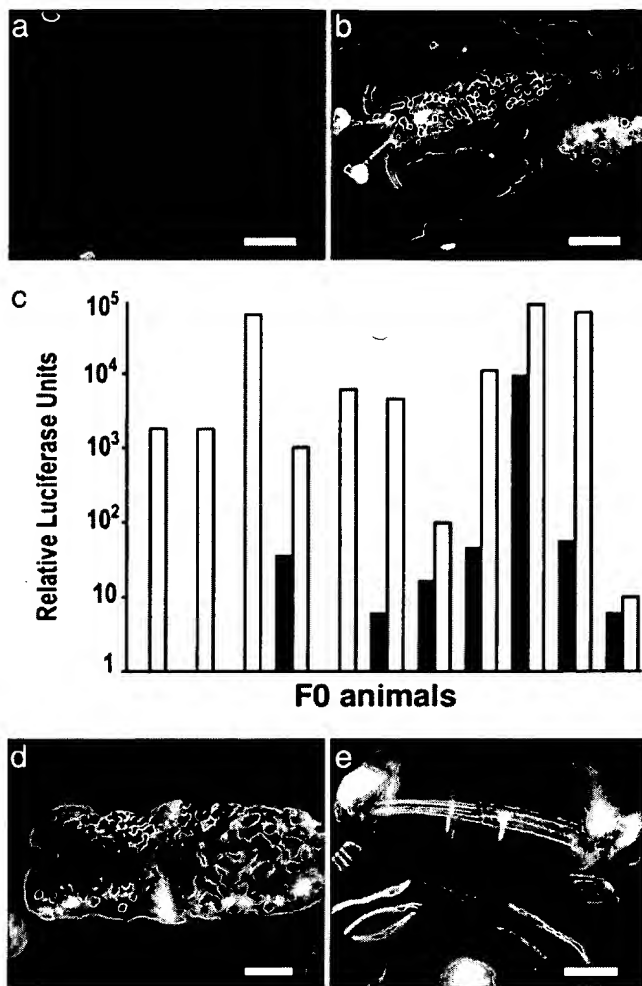 a
b
c
Relative Luciferase Units
10⁵
10⁴
10³
10²
10
1
F0 animals
d
e